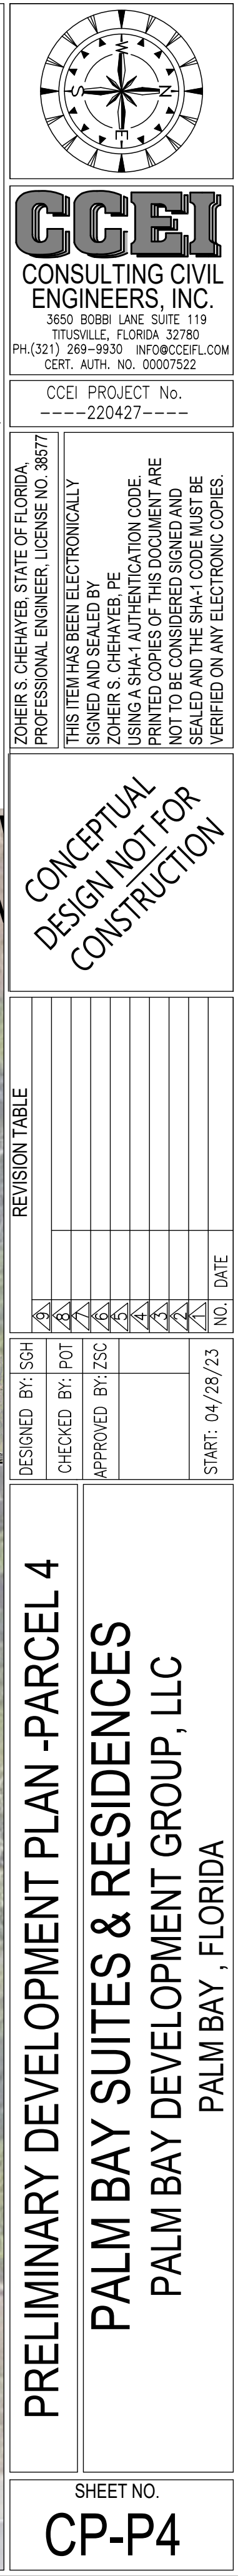 W
S
N
E
CCEI
CONSULTING CIVIL
ENGINEERS, INC.
3650 BOBBI LANE SUITE 119
TITUSVILLE, FLORIDA 32780
PH.(321) 269-9930 INFO@CCEIFL.COM
CERT. AUTH. NO. 00007522
CCEI PROJECT No.
----220427----
ZOHEIR S. CHEHAYEB, STATE OF FLORIDA,
PROFESSIONAL ENGINEER, LICENSE NO. 38577
THIS ITEM HAS BEEN ELECTRONICALLY
SIGNED AND SEALED BY
ZOHEIR S. CHEHAYEB, PE
USING A SHA-1 AUTHENTICATION CODE.
PRINTED COPIES OF THIS DOCUMENT ARE
NOT TO BE CONSIDERED SIGNED AND
SEALED AND THE SHA-1 CODE MUST BE
VERIFIED ON ANY ELECTRONIC COPIES.
CONCEPTUAL
DESIGN NOT FOR
CONSTRUCTION
REVISION TABLE
9
8
7
6
5
4
3
2
1
NO. DATE
DESIGNED BY: SGH
CHECKED BY: POT
APPROVED BY: ZSC
START: 04/28/23
PRELIMINARY DEVELOPMENT PLAN -PARCEL 4
PALM BAY SUITES & RESIDENCES
PALM BAY DEVELOPMENT GROUP, LLC
PALM BAY , FLORIDA
SHEET NO.
CP-P4